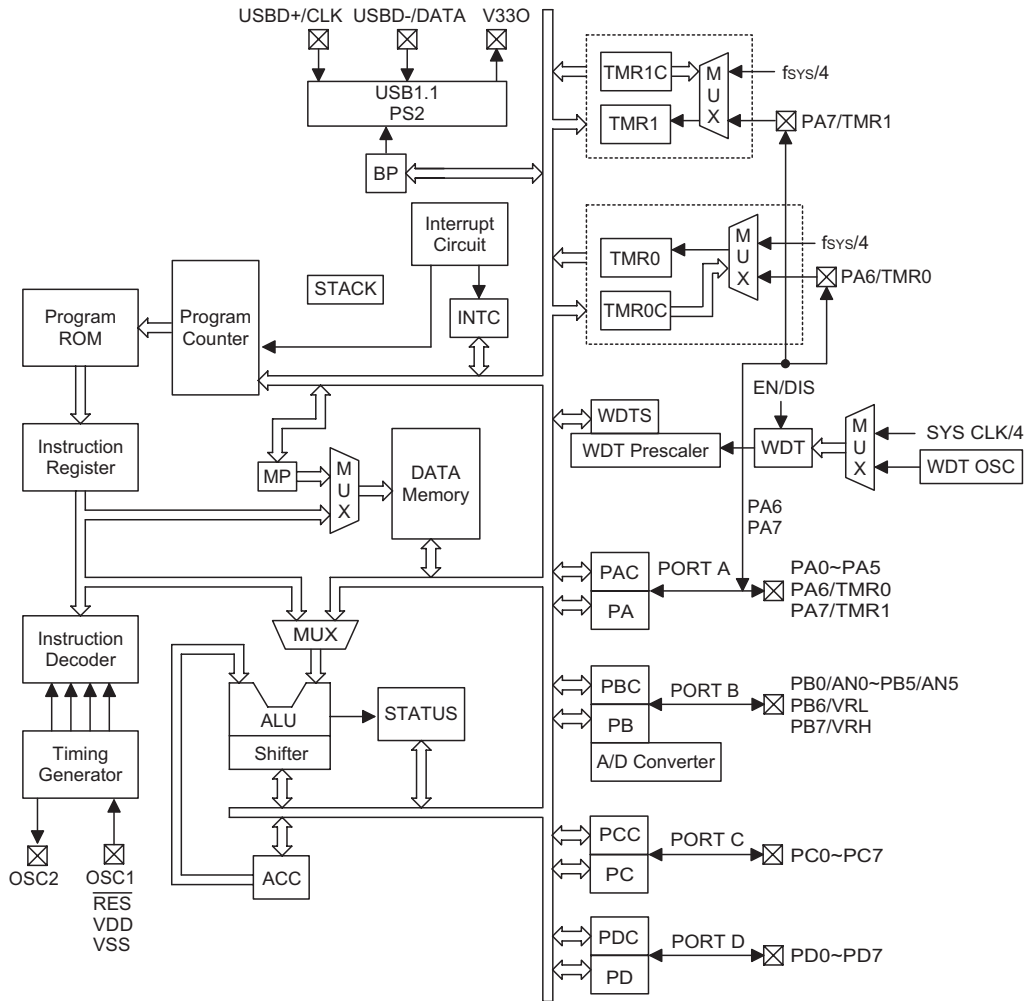 USBD+/CLK USBD-/DATA V33O
USB1.1
PS2
BP
TMR1C
TMR1
MUX
fSYS/4
PA7/TMR1
Interrupt
Circuit
STACK
INTC
TMR0
TMR0C
MUX
fSYS/4
PA6/TMR0
Program
ROM
Program
Counter
Instruction
Register
MP
MUX
DATA
Memory
EN/DIS
WDTS
WDT Prescaler
WDT
MUX
SYS CLK/4
WDT OSC
PA6
PA7
PAC
PA
PORT A
PA0~PA5
PA6/TMR0
PA7/TMR1
MUX
Instruction
Decoder
ALU
Shifter
STATUS
PBC
PB
A/D Converter
PORT B
PB0/AN0~PB5/AN5
PB6/VRL
PB7/VRH
Timing
Generator
OSC2
OSC1
RES
VDD
VSS
ACC
PCC
PC
PORT C
PC0~PC7
PDC
PD
PORT D
PD0~PD7